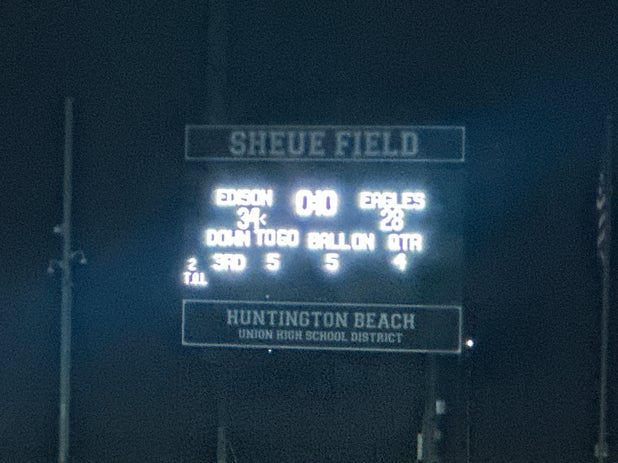 SHEUE FIELD
EDISON 0:10 EAGLES
34< 28
DOWN TO GO BALL ON QTR
2 3RD 5 5 4
T.O.L
HUNTINGTON BEACH
UNION HIGH SCHOOL DISTRICT